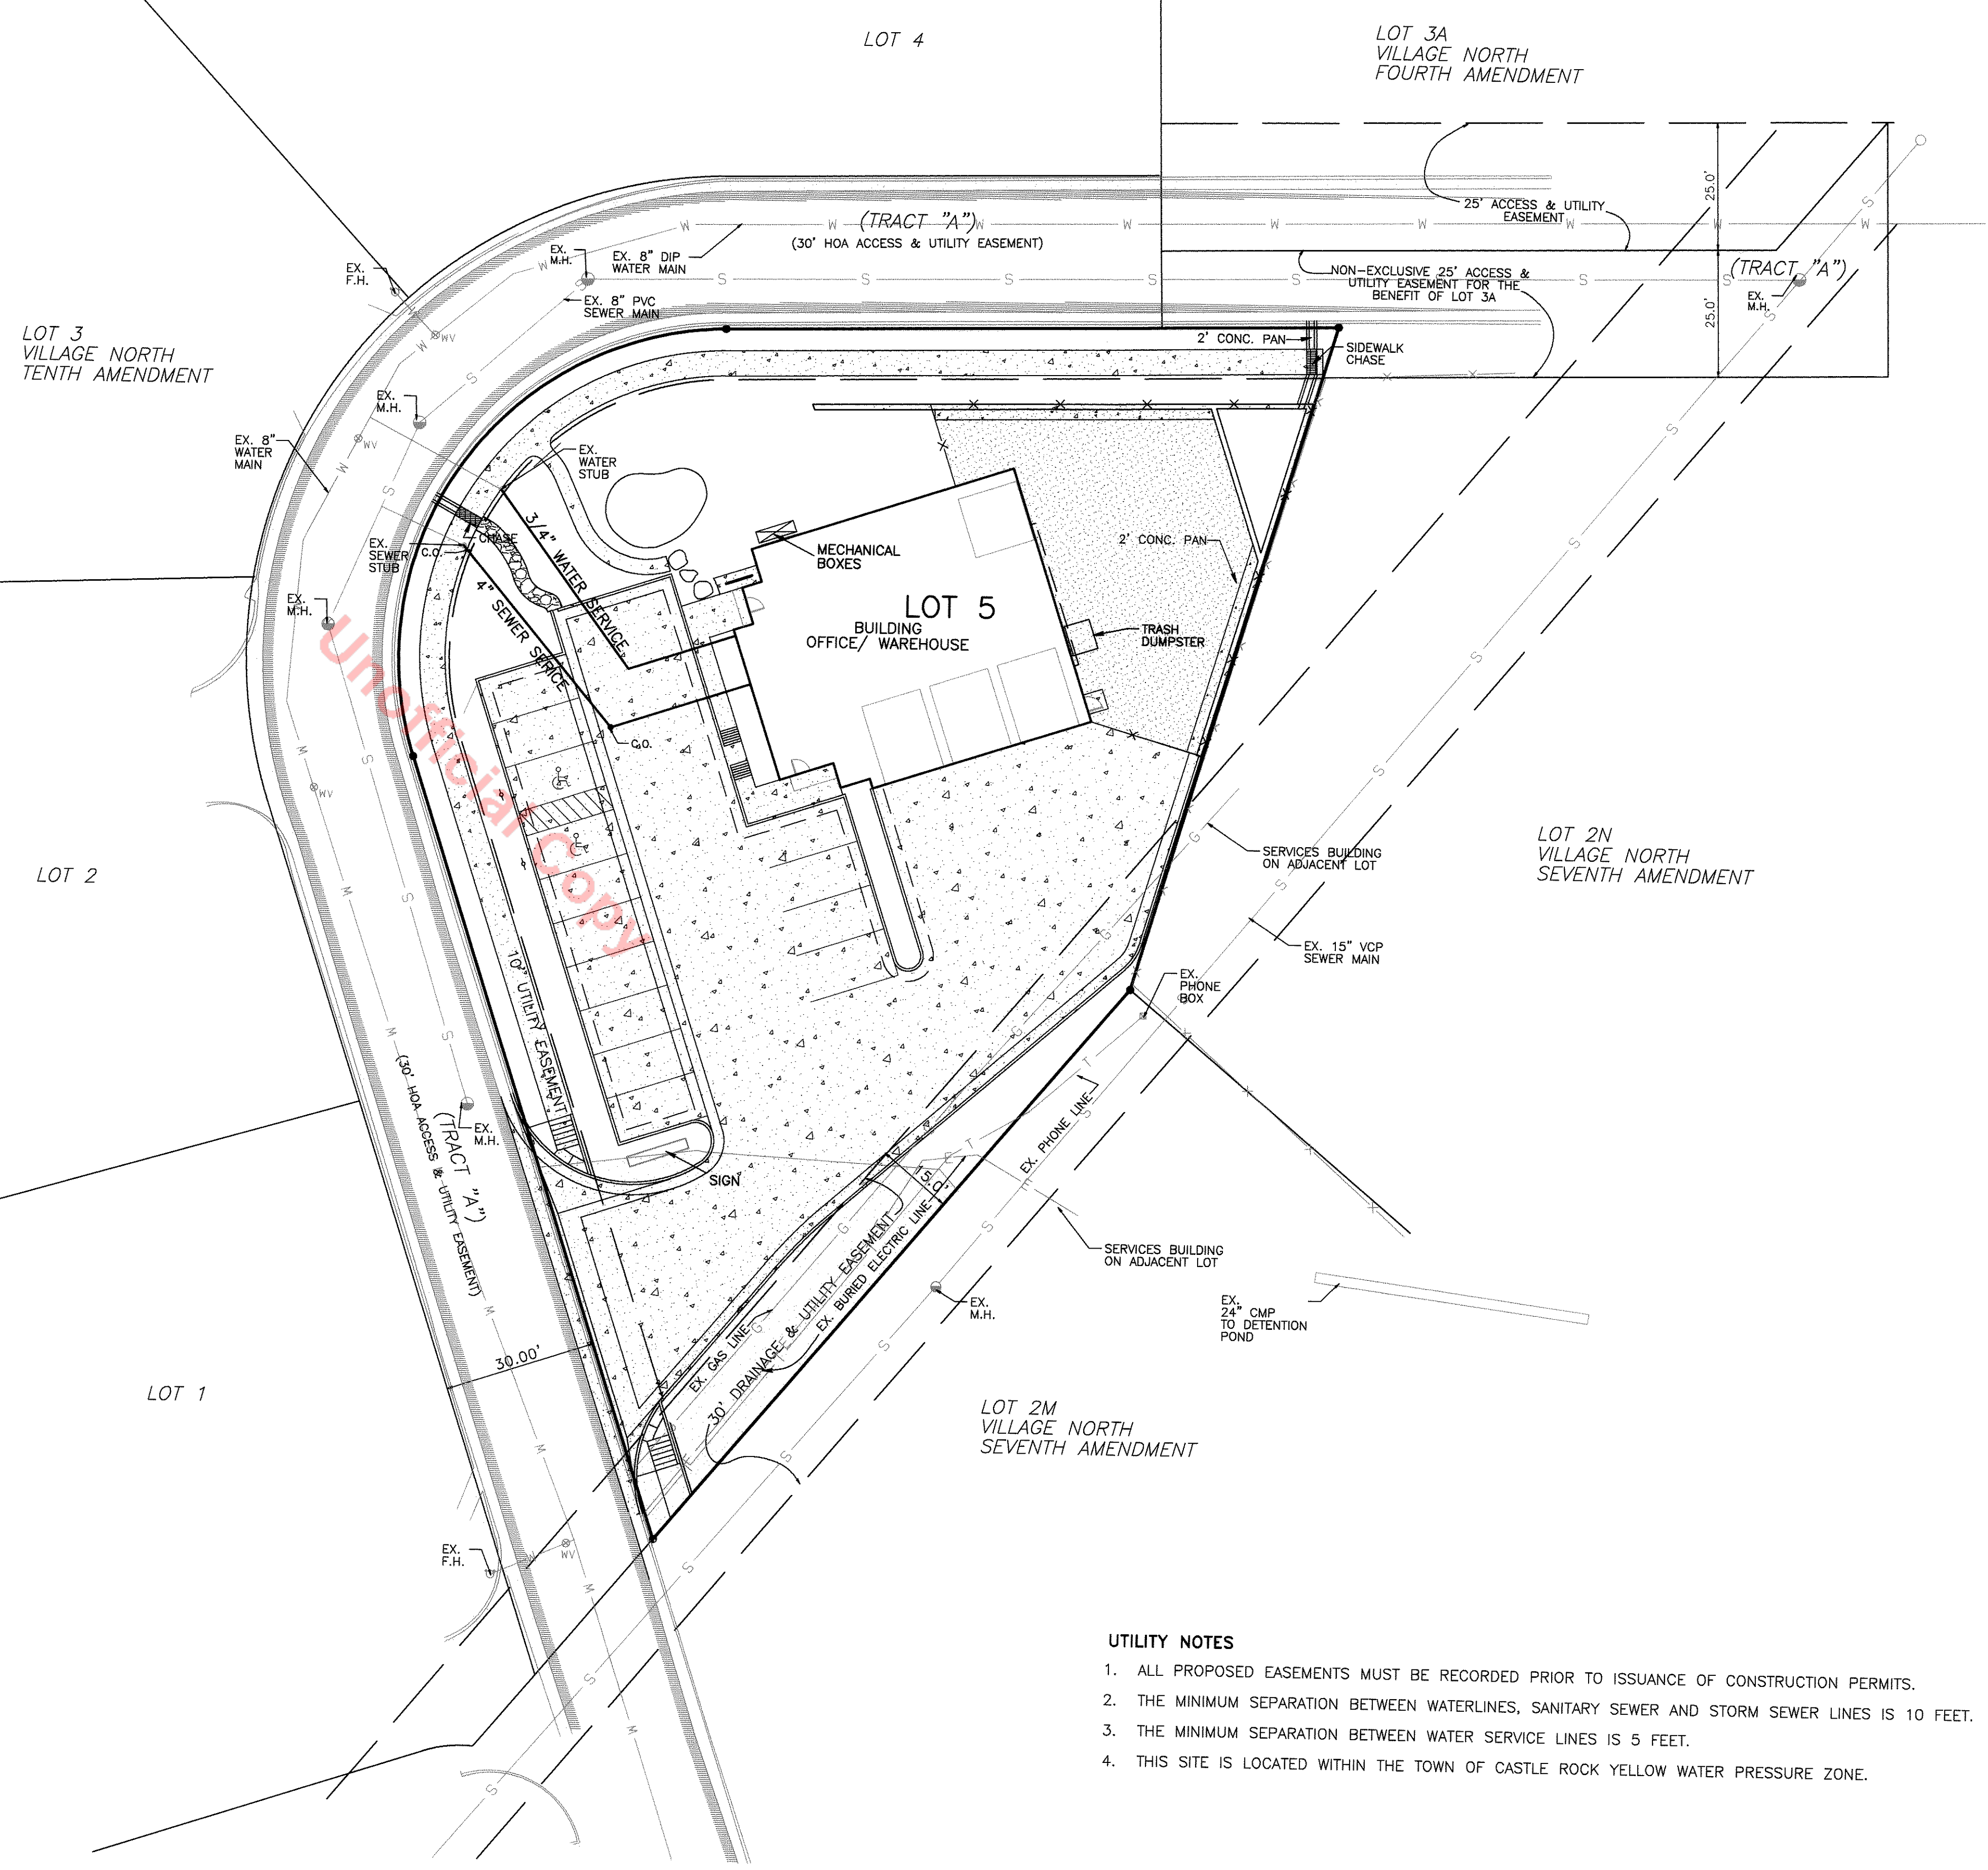 LOT 4
LOT 3A
VILLAGE NORTH
FOURTH AMENDMENT
25.0'
25' ACCESS & UTILITY
EASEMENT
(TRACT "A")
(30' HOA ACCESS & UTILITY EASEMENT)
EX.
M.H.
EX. 8" DIP
WATER MAIN
EX.
F.H.
EX. 8" PVC
SEWER MAIN
NON-EXCLUSIVE 25' ACCESS &
UTILITY EASEMENT FOR THE
BENEFIT OF LOT 3A
(TRACT "A")
EX.
M.H.
25.0'
LOT 3
VILLAGE NORTH
TENTH AMENDMENT
WV
2' CONC. PAN
SIDEWALK
CHASE
EX.
M.H.
WV
EX. 8"
WATER
MAIN
EX.
WATER
STUB
CHASE
EX.
SEWER
STUB
C.O.
3/4" WATER SERVICE
4" SEWER SERICE
MECHANICAL
BOXES
2' CONC. PAN
EX.
M.H.
LOT 5
BUILDING
OFFICE/ WAREHOUSE
TRASH
DUMPSTER
C.O.
WV
Unofficial Copy
LOT 2
SERVICES BUILDING
ON ADJACENT LOT
LOT 2N
VILLAGE NORTH
SEVENTH AMENDMENT
EX. 15" VCP
SEWER MAIN
EX.
PHONE
BOX
10' UTILITY EASEMENT
(30' HOA ACCESS & UTILITY EASEMENT)
(TRACT "A")
EX.
M.H.
EX. PHONE LINE
SIGN
15.0'
SERVICES BUILDING
ON ADJACENT LOT
EX.
M.H.
EX.
24" CMP
TO DETENTION
POND
EX. GAS LINE
30' DRAINAGE & UTILITY EASEMENT
EX. BURIED ELECTRIC LINE
30.00'
LOT 1
LOT 2M
VILLAGE NORTH
SEVENTH AMENDMENT
EX.
F.H.
WV
UTILITY NOTES
1. ALL PROPOSED EASEMENTS MUST BE RECORDED PRIOR TO ISSUANCE OF CONSTRUCTION PERMITS.
2. THE MINIMUM SEPARATION BETWEEN WATERLINES, SANITARY SEWER AND STORM SEWER LINES IS 10 FEET.
3. THE MINIMUM SEPARATION BETWEEN WATER SERVICE LINES IS 5 FEET.
4. THIS SITE IS LOCATED WITHIN THE TOWN OF CASTLE ROCK YELLOW WATER PRESSURE ZONE.